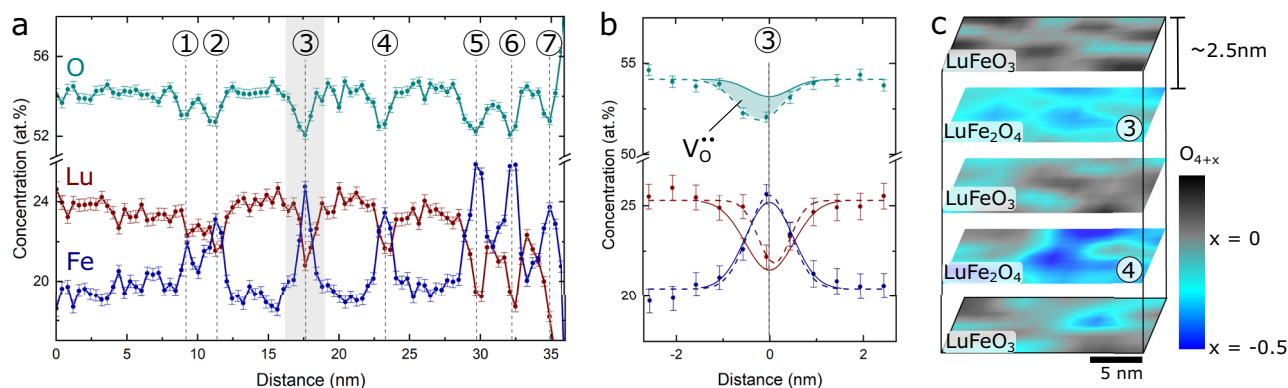 a
① ② ③ ④ ⑤ ⑥ ⑦
O
Lu
Fe
Concentration (at.%)
56
52
24
20
0 5 10 15 20 25 30 35
Distance (nm)
b
③
V_O^••
Concentration (at.%)
55
50
25
20
-2 0 2
Distance (nm)
c
LuFeO₃
~2.5nm
LuFe₂O₄ ③
LuFeO₃
LuFe₂O₄ ④
LuFeO₃
O₄₊ₓ
x = 0
x = -0.5
5 nm